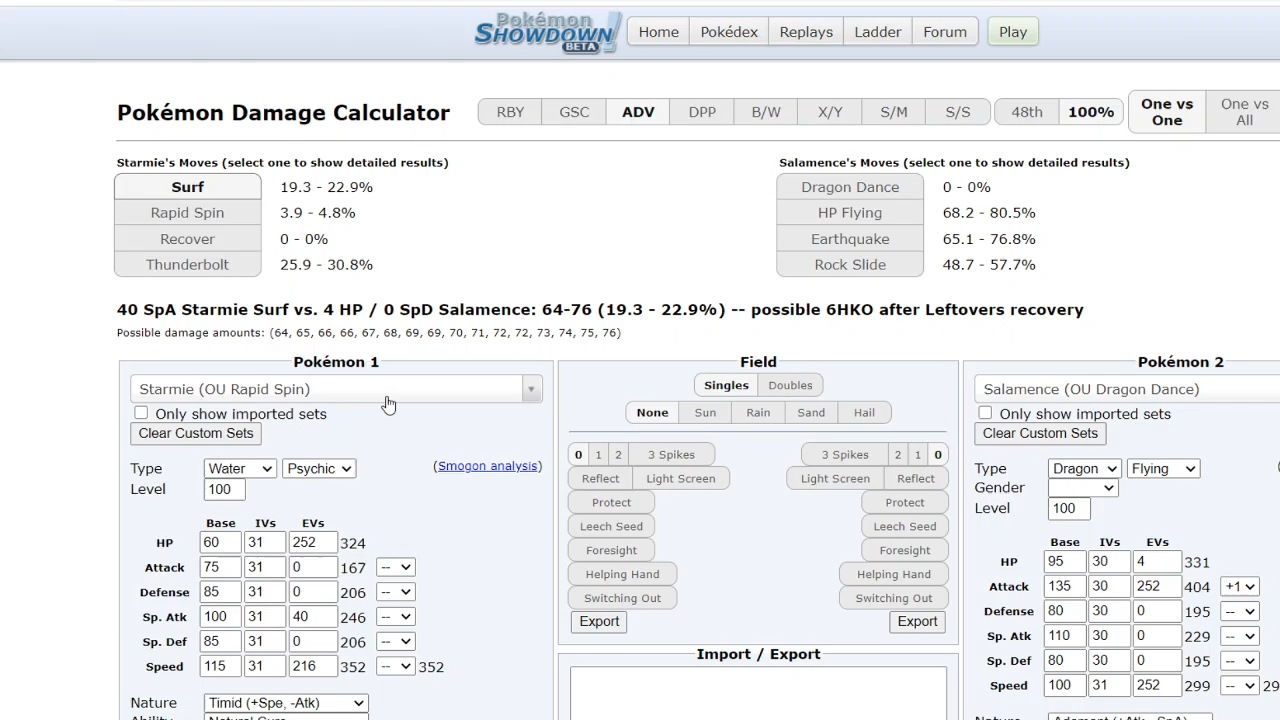 Pokémon SHOWDOWN! BETA Home Pokédex Replays Ladder Forum Play
Pokémon Damage Calculator RBY GSC ADV DPP B/W X/Y S/M S/S 48th 100% One vs One One vs All
Starmie's Moves (select one to show detailed results) Salamence's Moves (select one to show detailed results)
Surf 19.3 - 22.9% Dragon Dance 0 - 0%
Rapid Spin 3.9 - 4.8% HP Flying 68.2 - 80.5%
Recover 0 - 0% Earthquake 65.1 - 76.8%
Thunderbolt 25.9 - 30.8% Rock Slide 48.7 - 57.7%
40 SpA Starmie Surf vs. 4 HP / 0 SpD Salamence: 64-76 (19.3 - 22.9%) -- possible 6HKO after Leftovers recovery
Possible damage amounts: (64, 65, 66, 66, 67, 68, 69, 69, 70, 71, 72, 72, 73, 74, 75, 76)
Pokémon 1
Starmie (OU Rapid Spin)
Only show imported sets
Clear Custom Sets
Type Water Psychic (Smogon analysis)
Level 100
Base IVs EVs
HP 60 31 252 324
Attack 75 31 0 167 --
Defense 85 31 0 206 --
Sp. Atk 100 31 40 246 --
Sp. Def 85 31 0 206 --
Speed 115 31 216 352 -- 352
Nature Timid (+Spe, -Atk)
Field
Singles Doubles
None Sun Rain Sand Hail
0 1 2 3 Spikes 3 Spikes 2 1 0
Reflect Light Screen Light Screen Reflect
Protect Protect
Leech Seed Leech Seed
Foresight Foresight
Helping Hand Helping Hand
Switching Out Switching Out
Export Export
Import / Export
Pokémon 2
Salamence (OU Dragon Dance)
Only show imported sets
Clear Custom Sets
Type Dragon Flying (
Gender
Level 100
Base IVs EVs
HP 95 30 4 331
Attack 135 30 252 404 +1
Defense 80 30 0 195 --
Sp. Atk 110 30 0 229 --
Sp. Def 80 30 0 195 --
Speed 100 31 252 299 -- 29